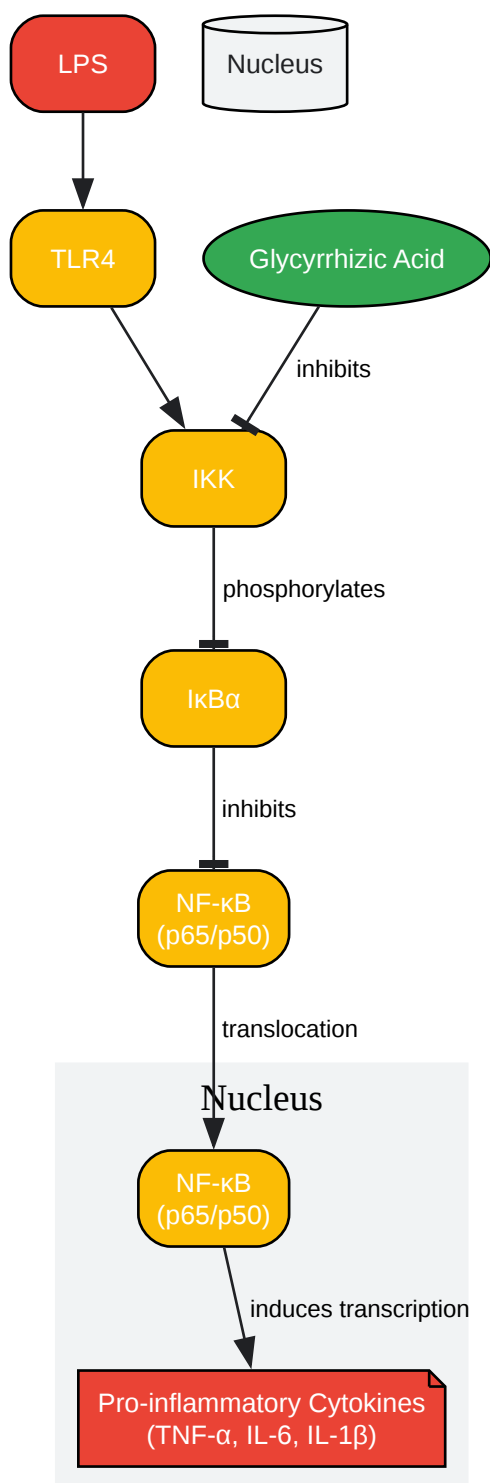 LPS
Nucleus
TLR4
Glycyrrhizic Acid
inhibits
IKK
phosphorylates
IκBα
inhibits
NF-κB
(p65/p50)
translocation
Nucleus
NF-κB
(p65/p50)
induces transcription
Pro-inflammatory Cytokines
(TNF-α, IL-6, IL-1β)